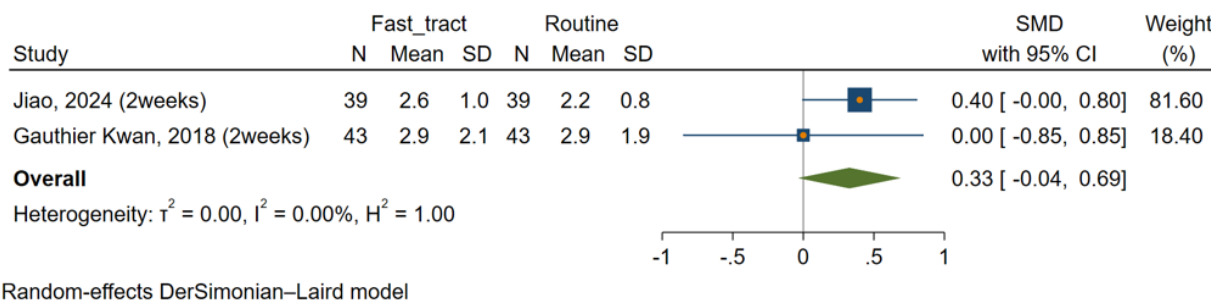 Fast_tract Routine SMD Weight
Study N Mean SD N Mean SD with 95% CI (%)
Jiao, 2024 (2weeks) 39 2.6 1.0 39 2.2 0.8 0.40 [ -0.00, 0.80] 81.60
Gauthier Kwan, 2018 (2weeks) 43 2.9 2.1 43 2.9 1.9 0.00 [ -0.85, 0.85] 18.40
Overall 0.33 [ -0.04, 0.69]
Heterogeneity: τ² = 0.00, I² = 0.00%, H² = 1.00
-1 -.5 0 .5 1
Random-effects DerSimonian–Laird model